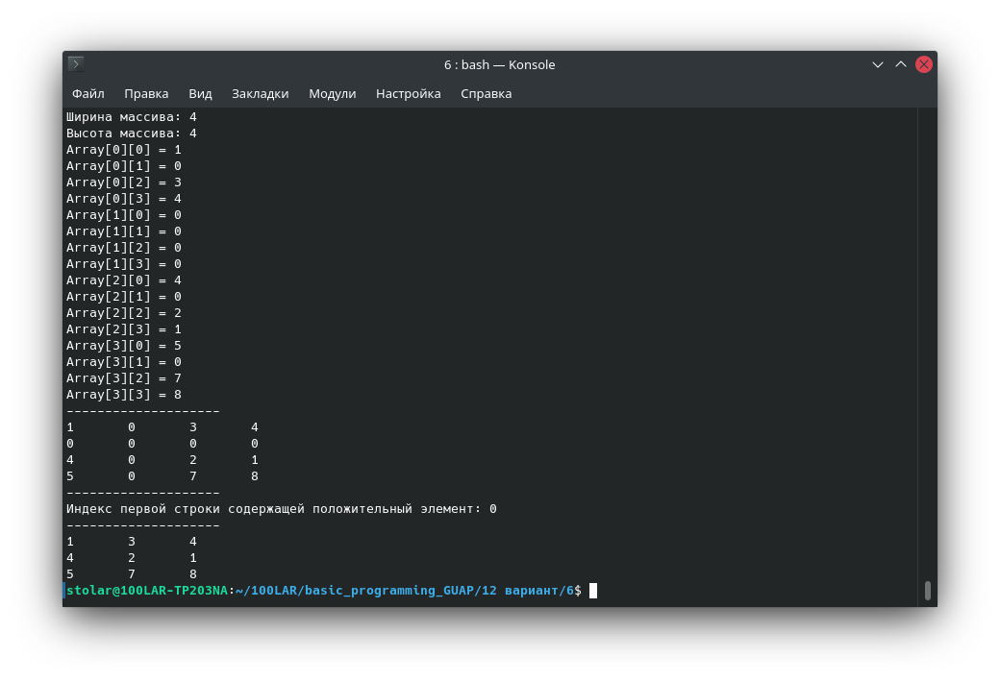 6 : bash — Konsole
Файл Правка Вид Закладки Модули Настройка Справка
Ширина массива: 4
Высота массива: 4
Array[0][0] = 1
Array[0][1] = 0
Array[0][2] = 3
Array[0][3] = 4
Array[1][0] = 0
Array[1][1] = 0
Array[1][2] = 0
Array[1][3] = 0
Array[2][0] = 4
Array[2][1] = 0
Array[2][2] = 2
Array[2][3] = 1
Array[3][0] = 5
Array[3][1] = 0
Array[3][2] = 7
Array[3][3] = 8
--------------------
1 0 3 4
0 0 0 0
4 0 2 1
5 0 7 8
--------------------
Индекс первой строки содержащей положительный элемент: 0
--------------------
1 3 4
4 2 1
5 7 8
stolar@100LAR-TP203NA:~/100LAR/basic_programming_GUAP/12 вариант/6$